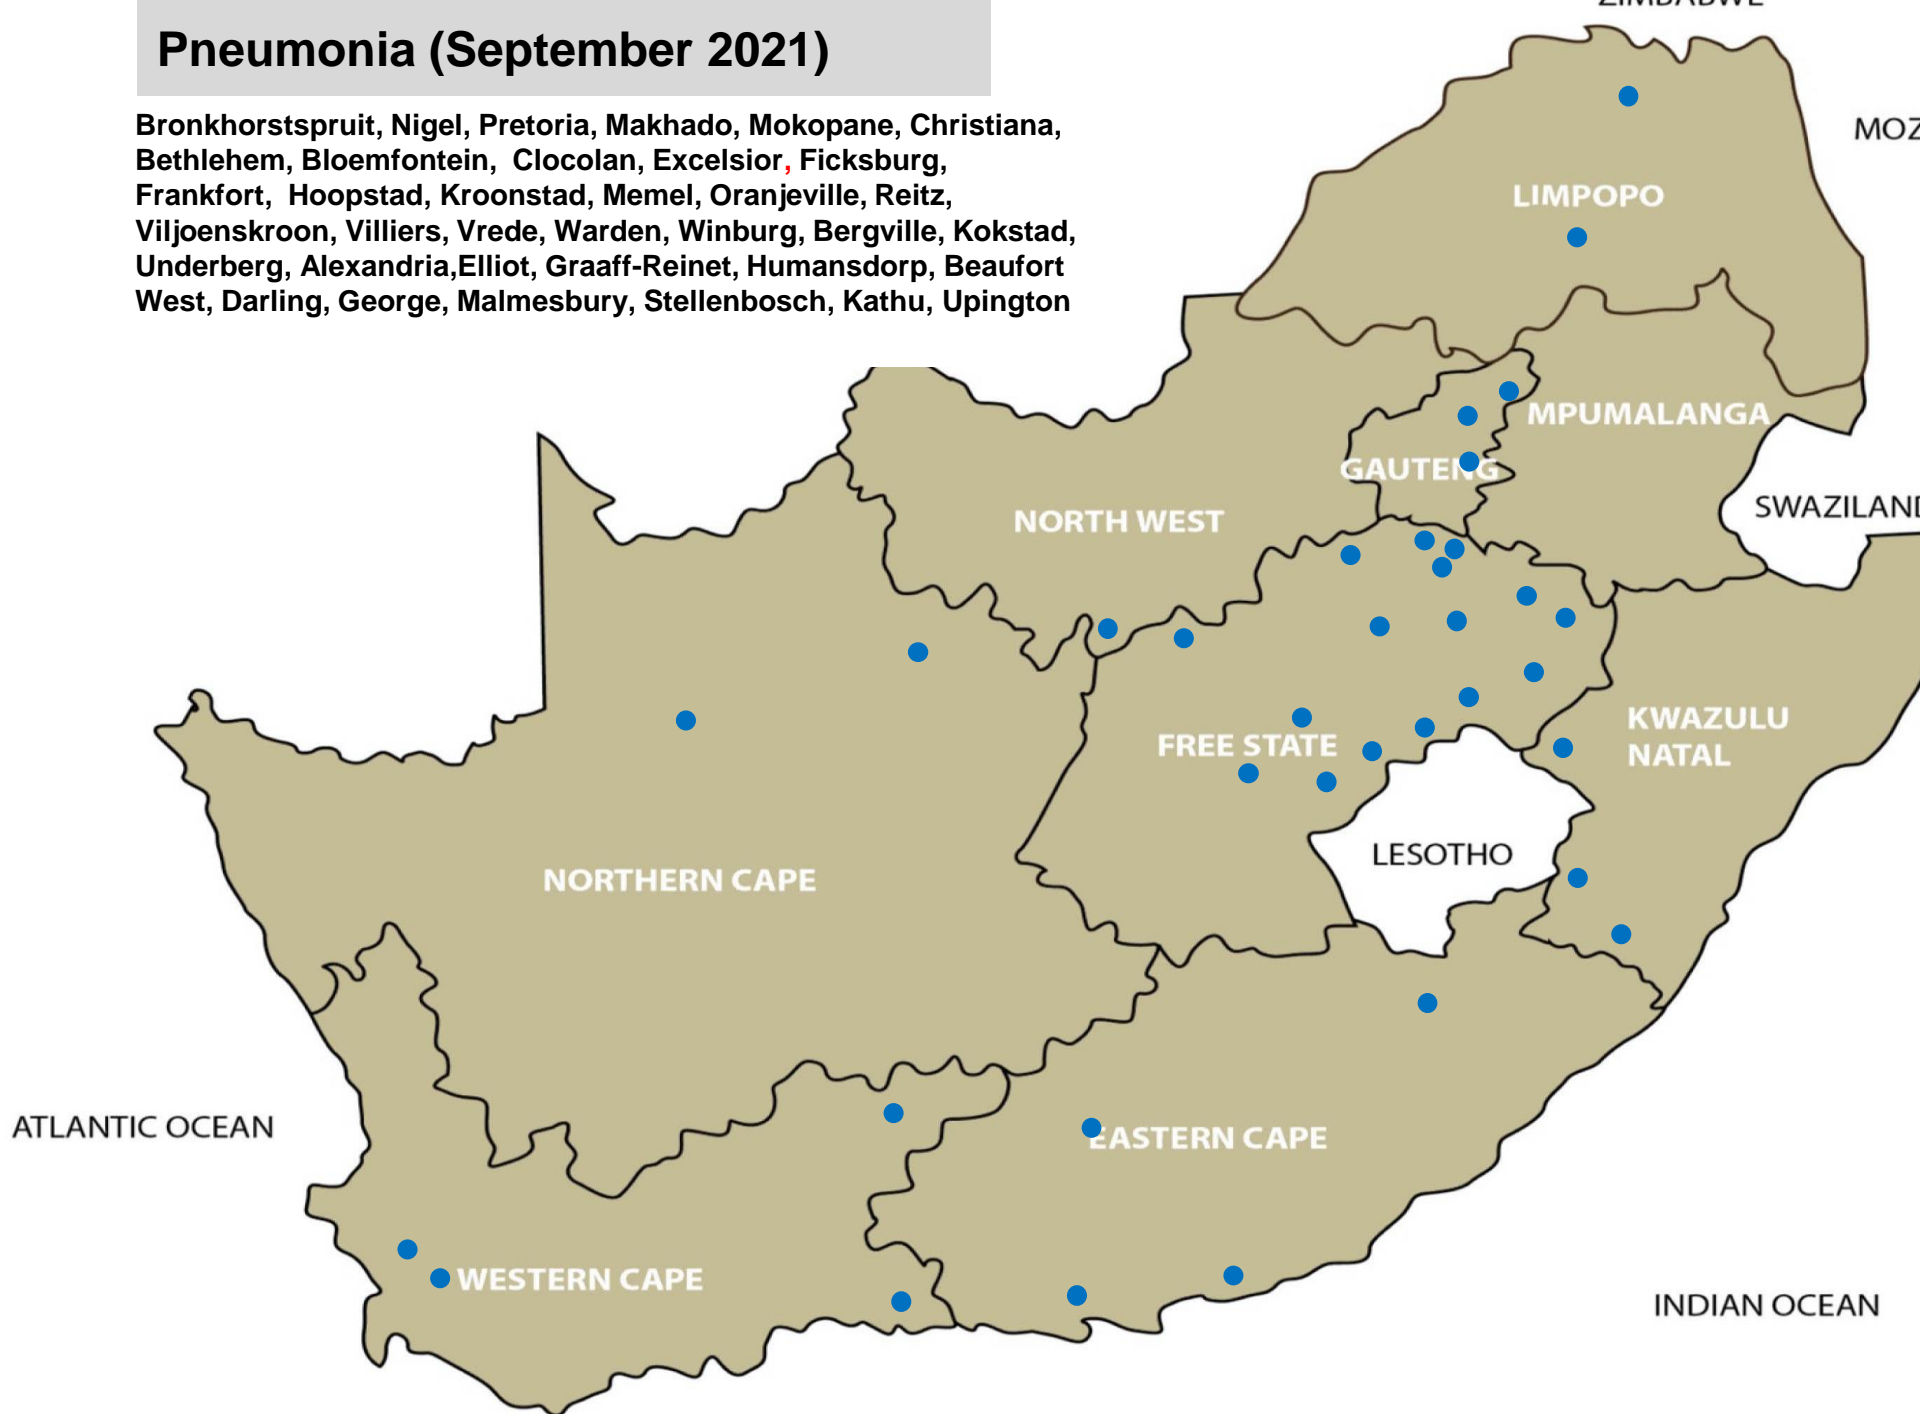 ZIMBABWE
Pneumonia (September 2021)
Bronkhorstspruit, Nigel, Pretoria, Makhado, Mokopane, Christiana,
Bethlehem, Bloemfontein, Clocolan, Excelsior, Ficksburg,
Frankfort, Hoopstad, Kroonstad, Memel, Oranjeville, Reitz,
Viljoenskroon, Villiers, Vrede, Warden, Winburg, Bergville, Kokstad,
Underberg, Alexandria,Elliot, Graaff-Reinet, Humansdorp, Beaufort
West, Darling, George, Malmesbury, Stellenbosch, Kathu, Upington
MOZ
LIMPOPO
MPUMALANGA
GAUTENG
SWAZILAND
NORTH WEST
KWAZULU
NATAL
FREE STATE
LESOTHO
NORTHERN CAPE
ATLANTIC OCEAN
EASTERN CAPE
WESTERN CAPE
INDIAN OCEAN